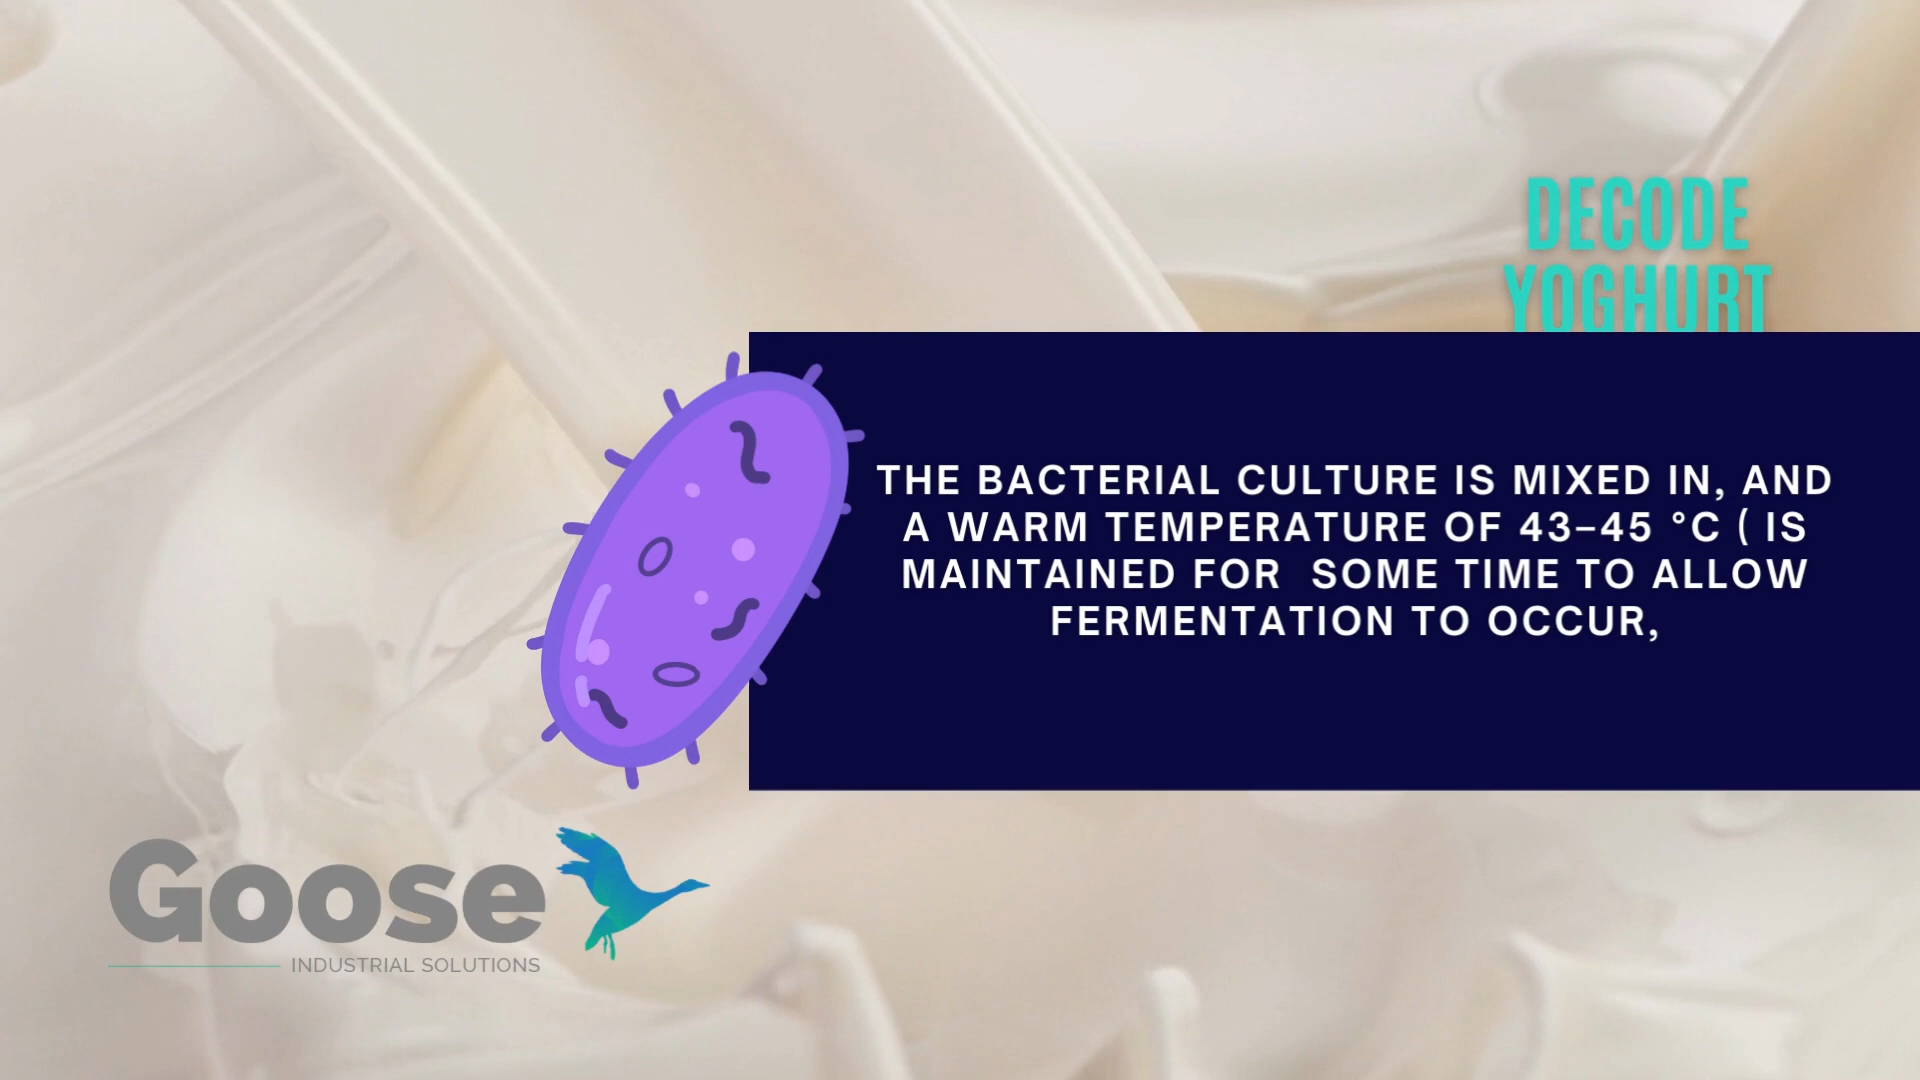 DECODE
YOGHURT
THE BACTERIAL CULTURE IS MIXED IN, AND
A WARM TEMPERATURE OF 43–45 °C ( IS
MAINTAINED FOR  SOME TIME TO ALLOW
FERMENTATION TO OCCUR,
Goose
INDUSTRIAL SOLUTIONS